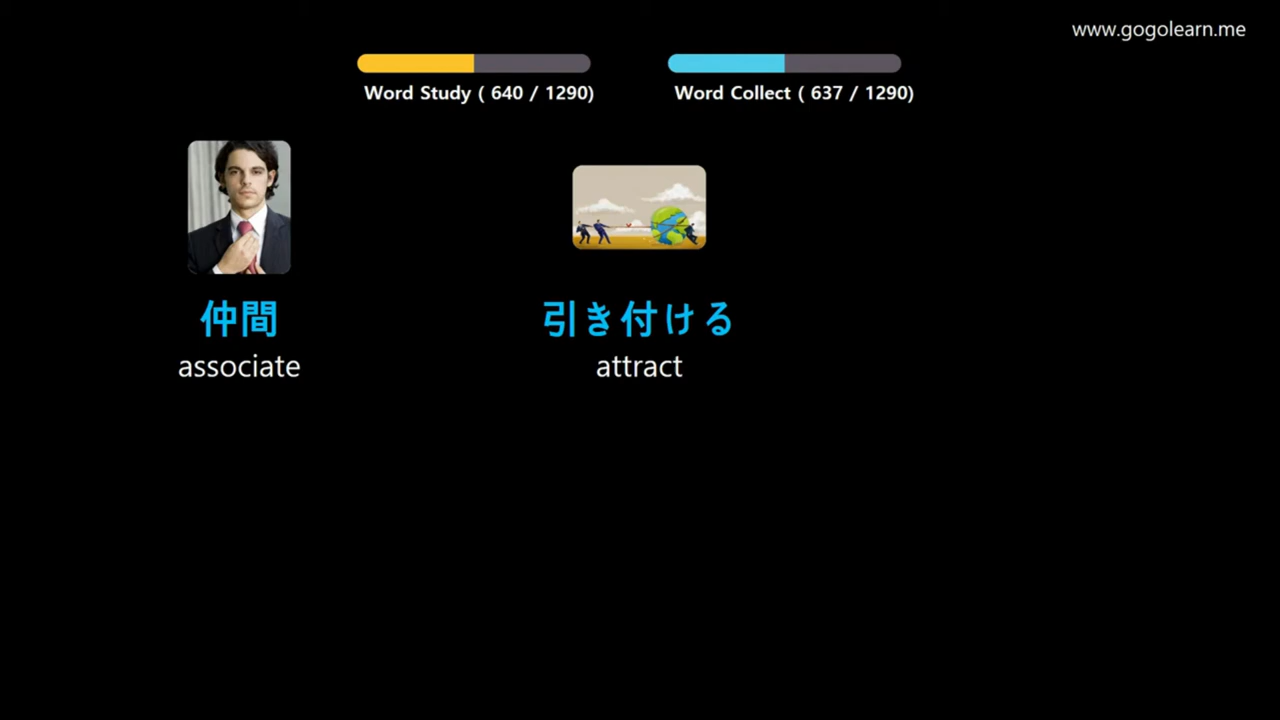 www.gogolearn.me
Word Study ( 640 / 1290)
Word Collect ( 637 / 1290)
仲間
associate
引き付ける
attract